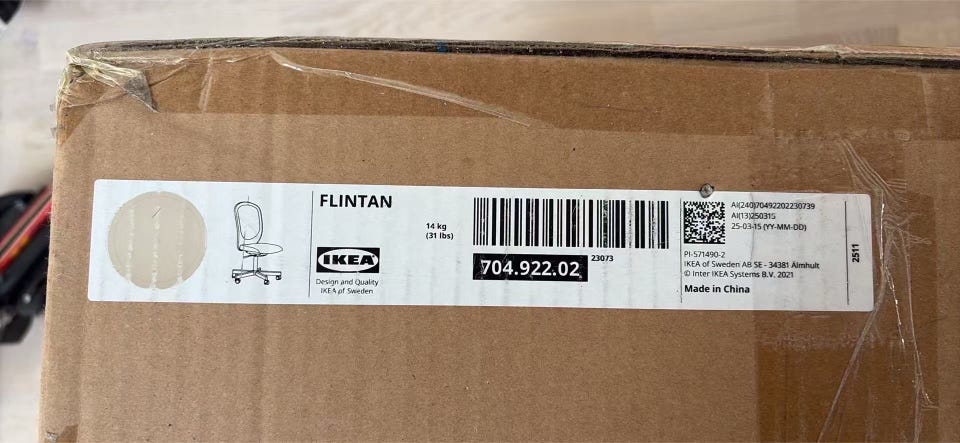 FLINTAN
IKEA
Design and Quality
IKEA of Sweden
14 kg
(31 lbs)
704.922.02
23073
AI(240)70492202230739
AI(13)250315
25-03-15 (YY-MM-DD)
PI-571490-2
IKEA of Sweden AB SE - 34381 Älmhult
© Inter IKEA Systems B.V. 2021
Made in China
2511